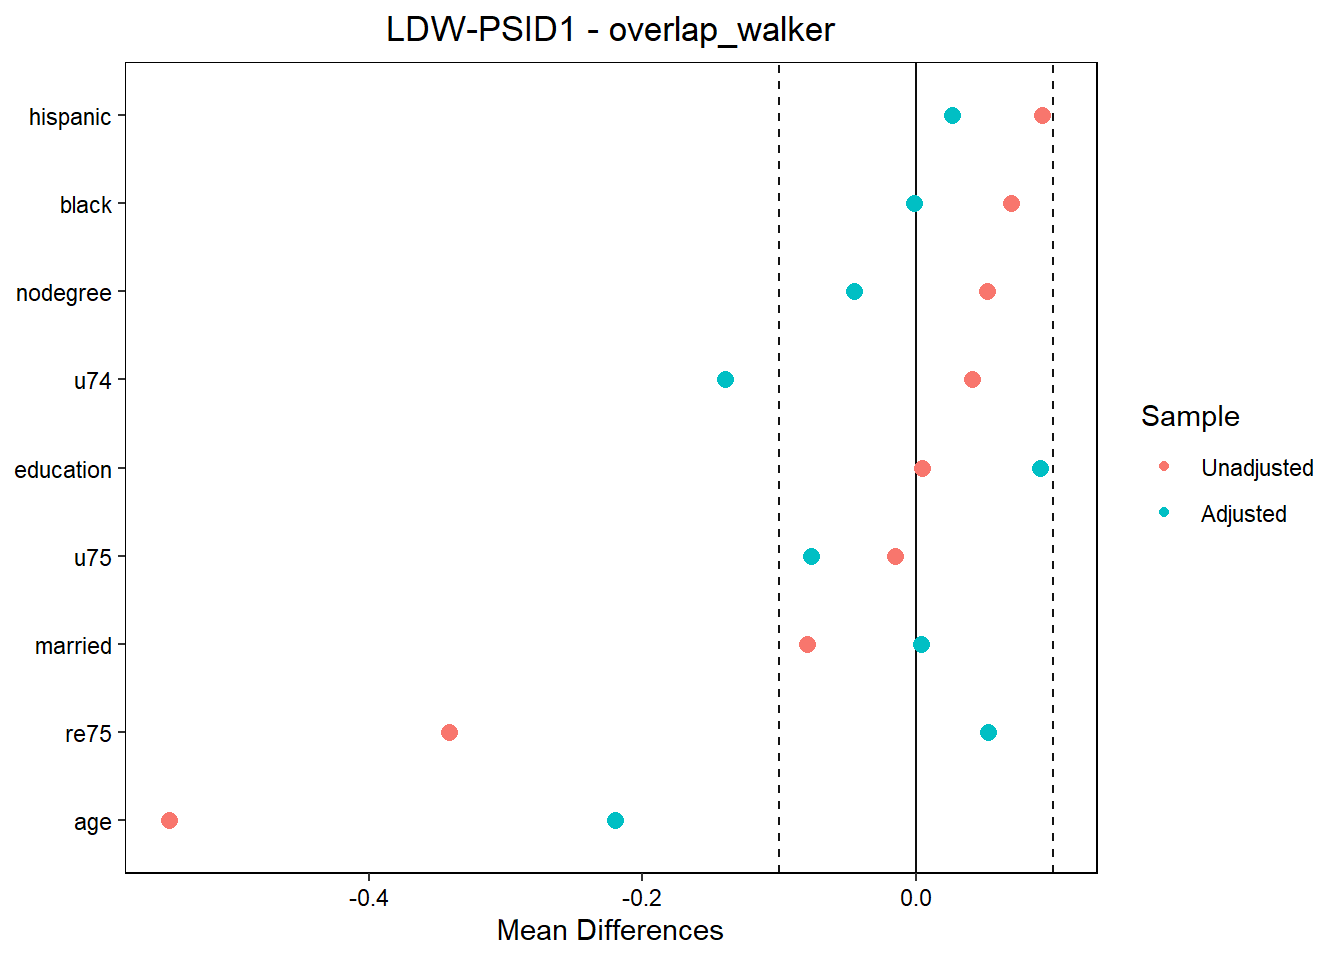 LDW-PSID1 - overlap_walker
hispanic
black
nodegree
u74
education
u75
married
re75
age
-0.4
-0.2
0.0
Mean Differences
Sample
Unadjusted
Adjusted